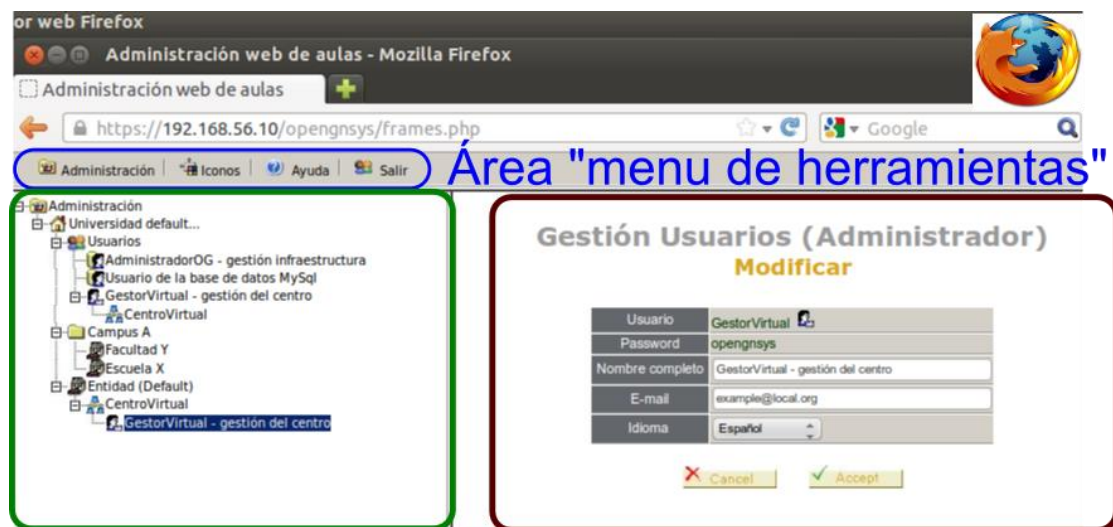 or web Firefox
Administración web de aulas - Mozilla Firefox
Administración web de aulas
https://192.168.56.10/opengnsys/frames.php
Google
Administración Iconos Ayuda Salir
Área "menu de herramientas"
Administración
Universidad default...
Usuarios
AdministradorOG - gestión infraestructura
Usuario de la base de datos MySql
GestorVirtual - gestión del centro
CentroVirtual
Campus A
Facultad Y
Escuela X
Entidad (Default)
CentroVirtual
GestorVirtual - gestión del centro
Gestión Usuarios (Administrador)
Modificar
Usuario GestorVirtual
Password opengnsys
Nombre completo GestorVirtual - gestión del centro
E-mail example@local.org
Idioma Español
Cancel Accept